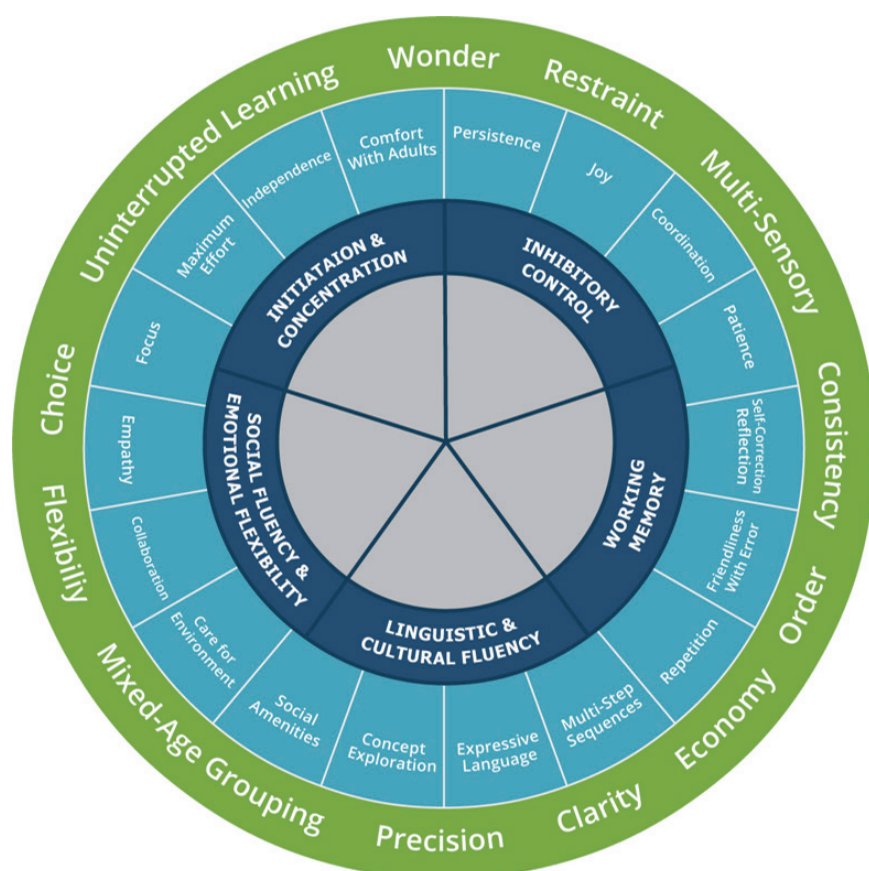 Wonder
Restraint
Multi-Sensory
Consistency
Order
Economy
Clarity
Precision
Mixed-Age Grouping
Flexibiliy
Choice
Uninterrupted Learning
Persistence
Joy
Coordination
Patience
Self-Correction
Reflection
Friendliness
With Error
Repetition
Multi-Step
Sequences
Expressive
Language
Concept
Exploration
Social
Amenities
Care for
Environment
Collaboration
Empathy
Focus
Maximum
Effort
Independence
Comfort
With Adults
INHIBITORY
CONTROL
WORKING
MEMORY
LINGUISTIC &
CULTURAL FLUENCY
SOCIAL FLUENCY &
EMOTIONAL FLEXIBILITY
INITIATAION &
CONCENTRATION